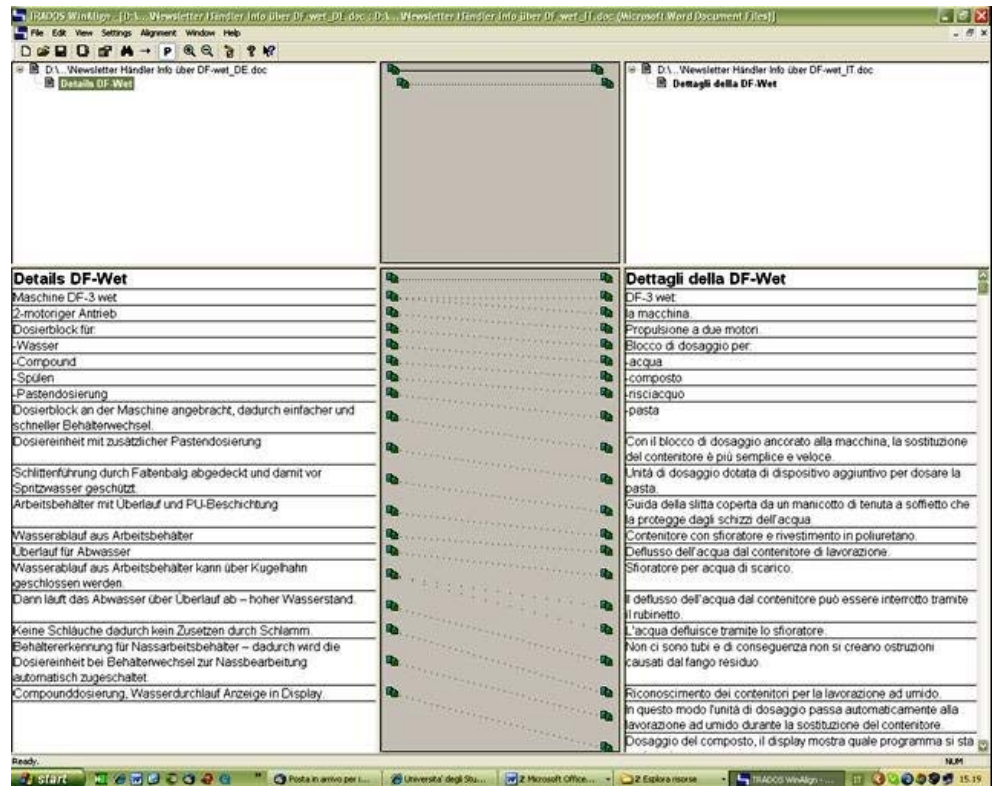 TRADOS WinAlign - [D:\...\Newsletter Händler Info über DF-wet_DE.doc : D:\...\Newsletter Händler Info über DF-wet_IT.doc (Microsoft Word Document Files)]
File Edit View Settings Alignment Window Help
D:\...\Newsletter Händler Info über DF-wet_DE.doc
Details DF-Wet
D:\...\Newsletter Händler Info über DF-wet_IT.doc
Dettagli della DF-Wet
Details DF-Wet
Maschine DF-3 wet
2-motoriger Antrieb
Dosierblock für:
-Wasser
-Compound
-Spülen
-Pastendosierung
Dosierblock an der Maschine angebracht, dadurch einfacher und
schneller Behälterwechsel.
Dosiereinheit mit zusätzlicher Pastendosierung
Schlittenführung durch Faltenbalg abgedeckt und damit vor
Spritzwasser geschützt.
Arbeitsbehälter mit Überlauf und PU-Beschichtung
Wasserablauf aus Arbeitsbehälter
Überlauf für Abwasser
Wasserablauf aus Arbeitsbehälter kann über Kugelhahn
geschlossen werden.
Dann läuft das Abwasser über Überlauf ab – hoher Wasserstand.
Keine Schläuche dadurch kein Zusetzen durch Schlamm.
Behältererkennung für Nassarbeitsbehälter – dadurch wird die
Dosiereinheit bei Behälterwechsel zur Nassbearbeitung
automatisch zugeschaltet.
Compounddosierung, Wasserdurchlauf Anzeige in Display.
Dettagli della DF-Wet
DF-3 wet:
la macchina.
Propulsione a due motori.
Blocco di dosaggio per:
-acqua
-composto
-risciacquo
-pasta
Con il blocco di dosaggio ancorato alla macchina, la sostituzione
del contenitore è più semplice e veloce.
Unità di dosaggio dotata di dispositivo aggiuntivo per dosare la
pasta.
Guida della slitta coperta da un manicotto di tenuta a soffietto che
la protegge dagli schizzi dell'acqua
Contenitore con sfioratore e rivestimento in poliuretano.
Deflusso dell'acqua dal contenitore di lavorazione.
Sfioratore per acqua di scarico.
Il deflusso dell'acqua dal contenitore può essere interrotto tramite
il rubinetto.
L'acqua defluisce tramite lo sfioratore.
Non ci sono tubi e di conseguenza non si creano ostruzioni
causati dal fango residuo.
Riconoscimento dei contenitori per la lavorazione ad umido.
In questo modo l'unità di dosaggio passa automaticamente alla
lavorazione ad umido durante la sostituzione del contenitore.
Dosaggio del composto, il display mostra quale programma si sta
Ready.
NUM
start
Posta in arrivo per i...
Universita' degli Stu...
2 Microsoft Office...
2 Esplora risorse
TRADOS WinAlign - ...
IT
15.19